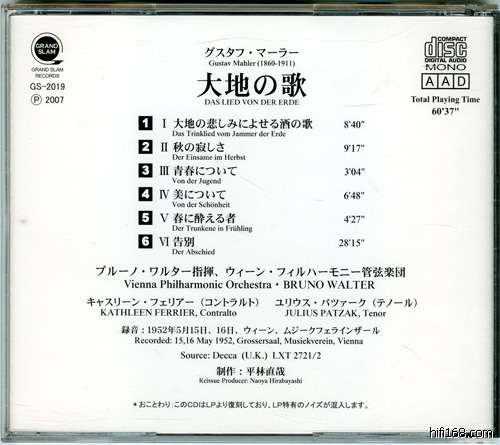 GRAND SLAM
GRAND SLAM
RECORDS
GS-2019
Ⓟ 2007
COMPACT
disc
DIGITAL AUDIO
MONO
A A D
Total Playing Time
60'37"
グスタフ・マーラー
Gustav Mahler (1860-1911)
大地の歌
DAS LIED VON DER ERDE
1 Ⅰ 大地の悲しみによせる酒の歌 8'40"
Das Trinklied vom Jammer der Erde
2 Ⅱ 秋の寂しさ 9'17"
Der Einsame im Herbst
3 Ⅲ 青春について 3'04"
Von der Jugend
4 Ⅳ 美について 6'48"
Von der Schönheit
5 Ⅴ 春に酔える者 4'27"
Der Trunkene in Frühling
6 Ⅵ 告別 28'15"
Der Abschied
ブルーノ・ワルター指揮、ウィーン・フィルハーモニー管弦楽団
Vienna Philharmonic Orchestra・BRUNO WALTER
キャスリーン・フェリアー（コントラルト） ユリウス・パツァーク（テノール）
KATHLEEN FERRIER, Contralto JULIUS PATZAK, Tenor
録音：1952年5月15日、16日、ウィーン、ムジークフェラインザール
Recorded: 15,16 May 1952, Grossersaal, Musiekverein, Vienna
Source: Decca (U.K.) LXT 2721/2
制作：平林直哉
Reissue Producer: Naoya Hirabayashi
＊おことわり：このCDはLPより復刻しており、LP特有のノイズが混入します。
hifi168.com